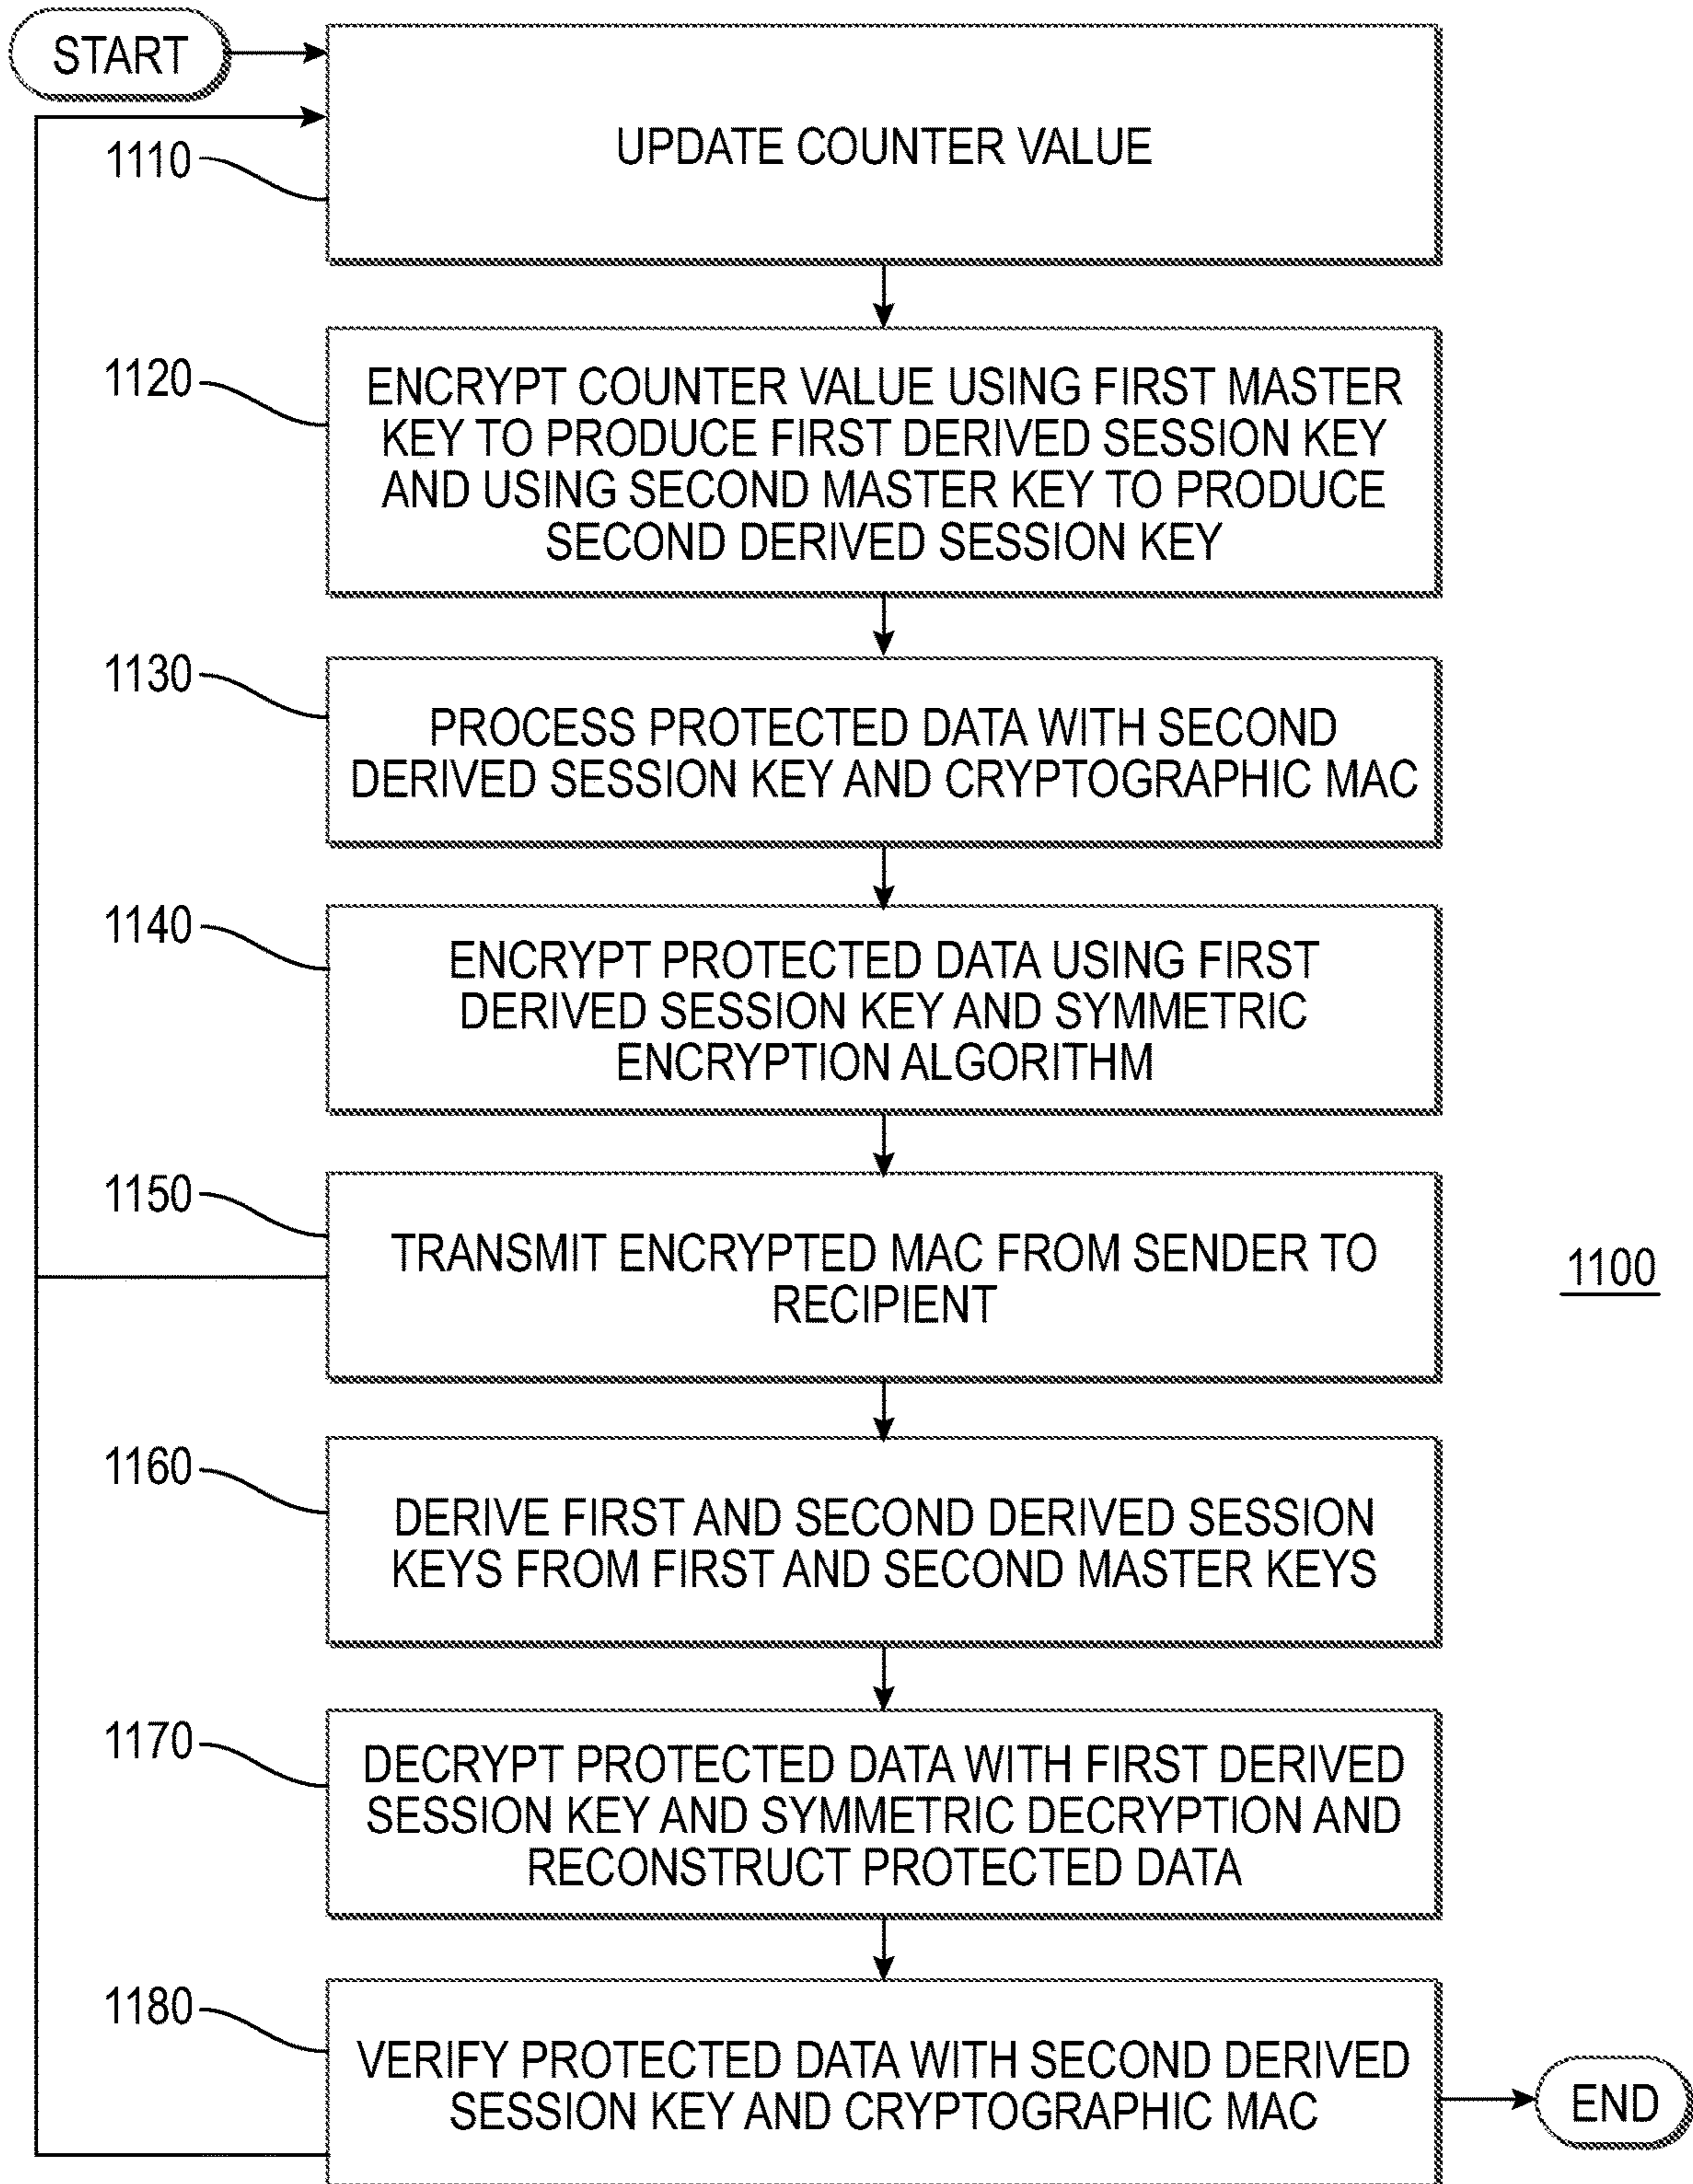 START
UPDATE COUNTER VALUE
1110
1120
ENCRYPT COUNTER VALUE USING FIRST MASTER
KEY TO PRODUCE FIRST DERIVED SESSION KEY
AND USING SECOND MASTER KEY TO PRODUCE
SECOND DERIVED SESSION KEY
1130
PROCESS PROTECTED DATA WITH SECOND
DERIVED SESSION KEY AND CRYPTOGRAPHIC MAC
1140
ENCRYPT PROTECTED DATA USING FIRST
DERIVED SESSION KEY AND SYMMETRIC
ENCRYPTION ALGORITHM
1150
TRANSMIT ENCRYPTED MAC FROM SENDER TO
RECIPIENT
1100
1160
DERIVE FIRST AND SECOND DERIVED SESSION
KEYS FROM FIRST AND SECOND MASTER KEYS
1170
DECRYPT PROTECTED DATA WITH FIRST DERIVED
SESSION KEY AND SYMMETRIC DECRYPTION AND
RECONSTRUCT PROTECTED DATA
1180
VERIFY PROTECTED DATA WITH SECOND DERIVED
SESSION KEY AND CRYPTOGRAPHIC MAC
END